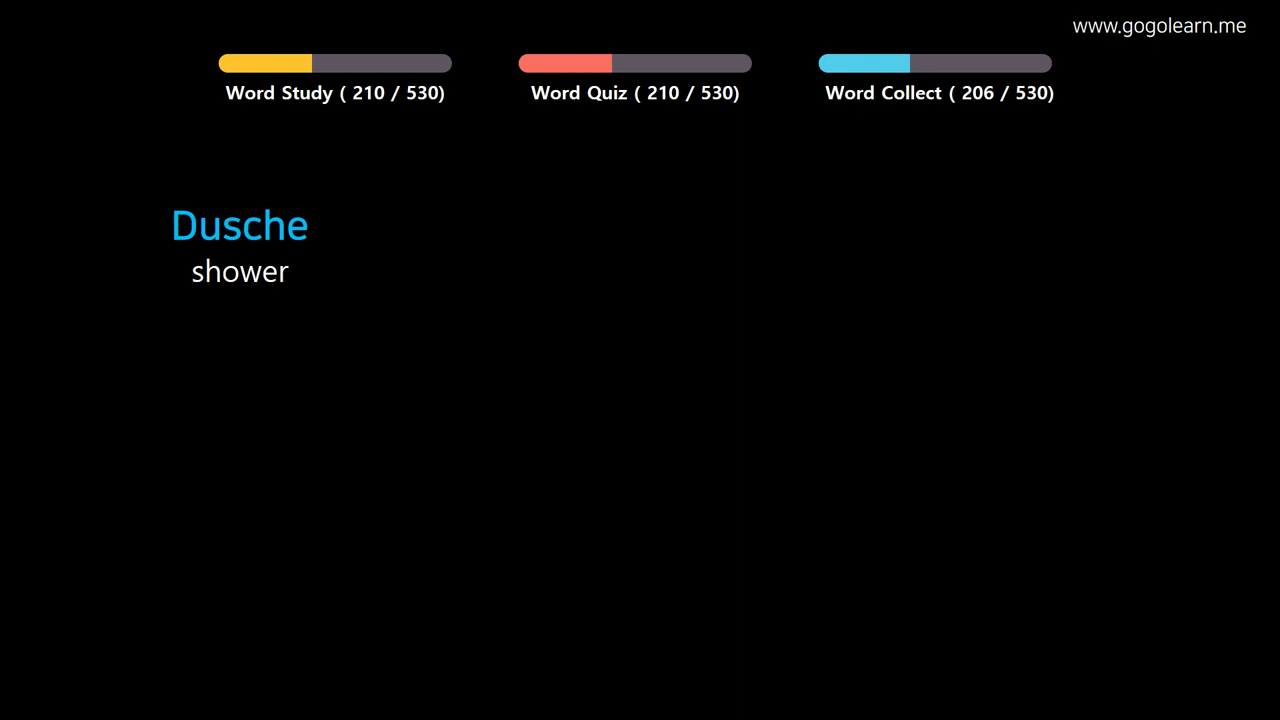 www.gogolearn.me
Word Study ( 210 / 530)
Word Quiz ( 210 / 530)
Word Collect ( 206 / 530)
Dusche
shower